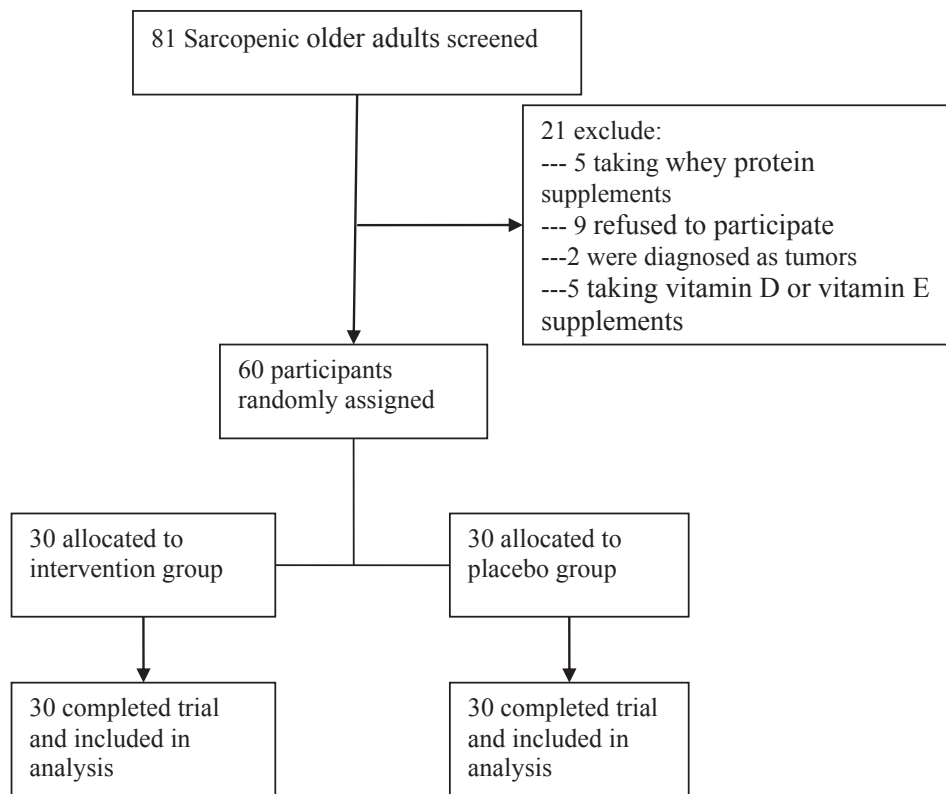 81 Sarcopenic older adults screened
21 exclude:
--- 5 taking whey protein
supplements
--- 9 refused to participate
---2 were diagnosed as tumors
---5 taking vitamin D or vitamin E
supplements
60 participants
randomly assigned
30 allocated to
intervention group
30 allocated to
placebo group
30 completed trial
and included in
analysis
30 completed trial
and included in
analysis